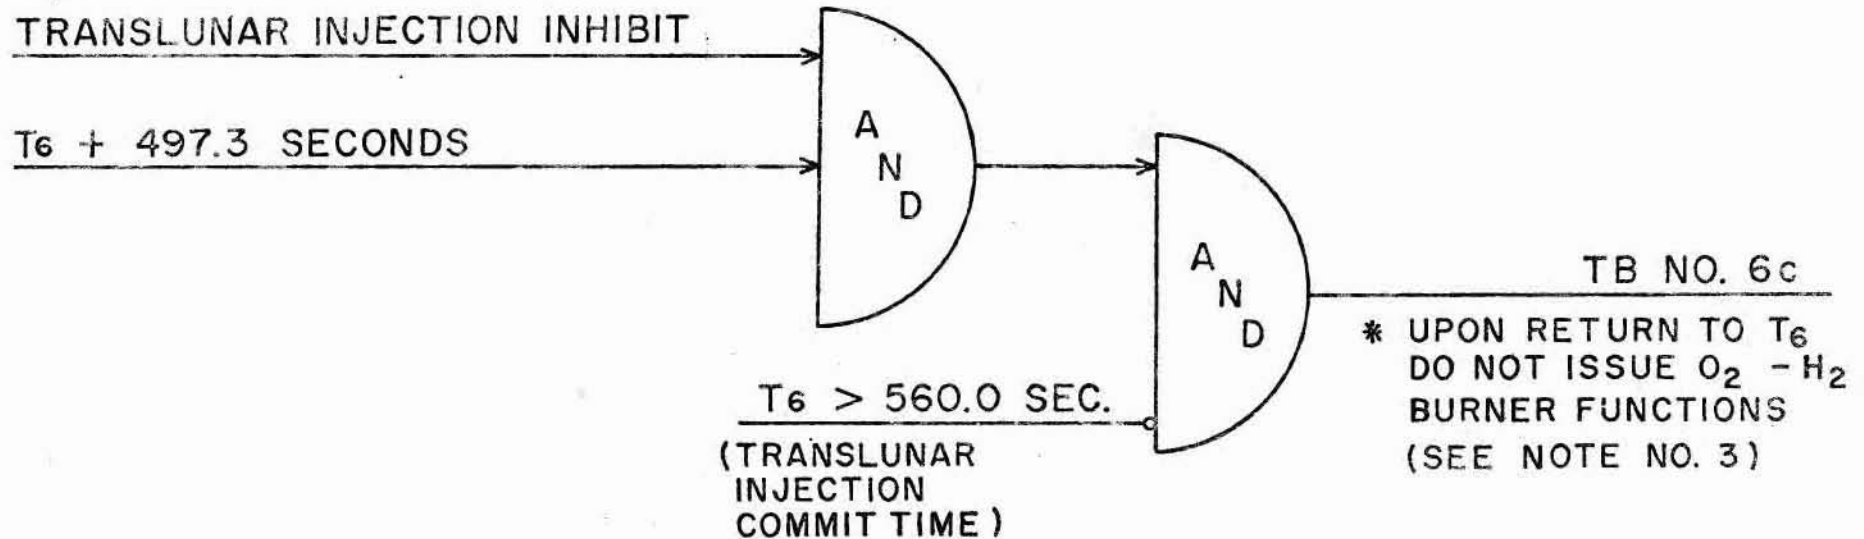 TRANSLUNAR INJECTION INHIBIT
T6 + 497.3 SECONDS
A
N
D
A
N
D
TB NO. 6c
* UPON RETURN TO T6
DO NOT ISSUE O2 - H2
BURNER FUNCTIONS
(SEE NOTE NO. 3)
T6 > 560.0 SEC.
(TRANSLUNAR
INJECTION
COMMIT TIME)